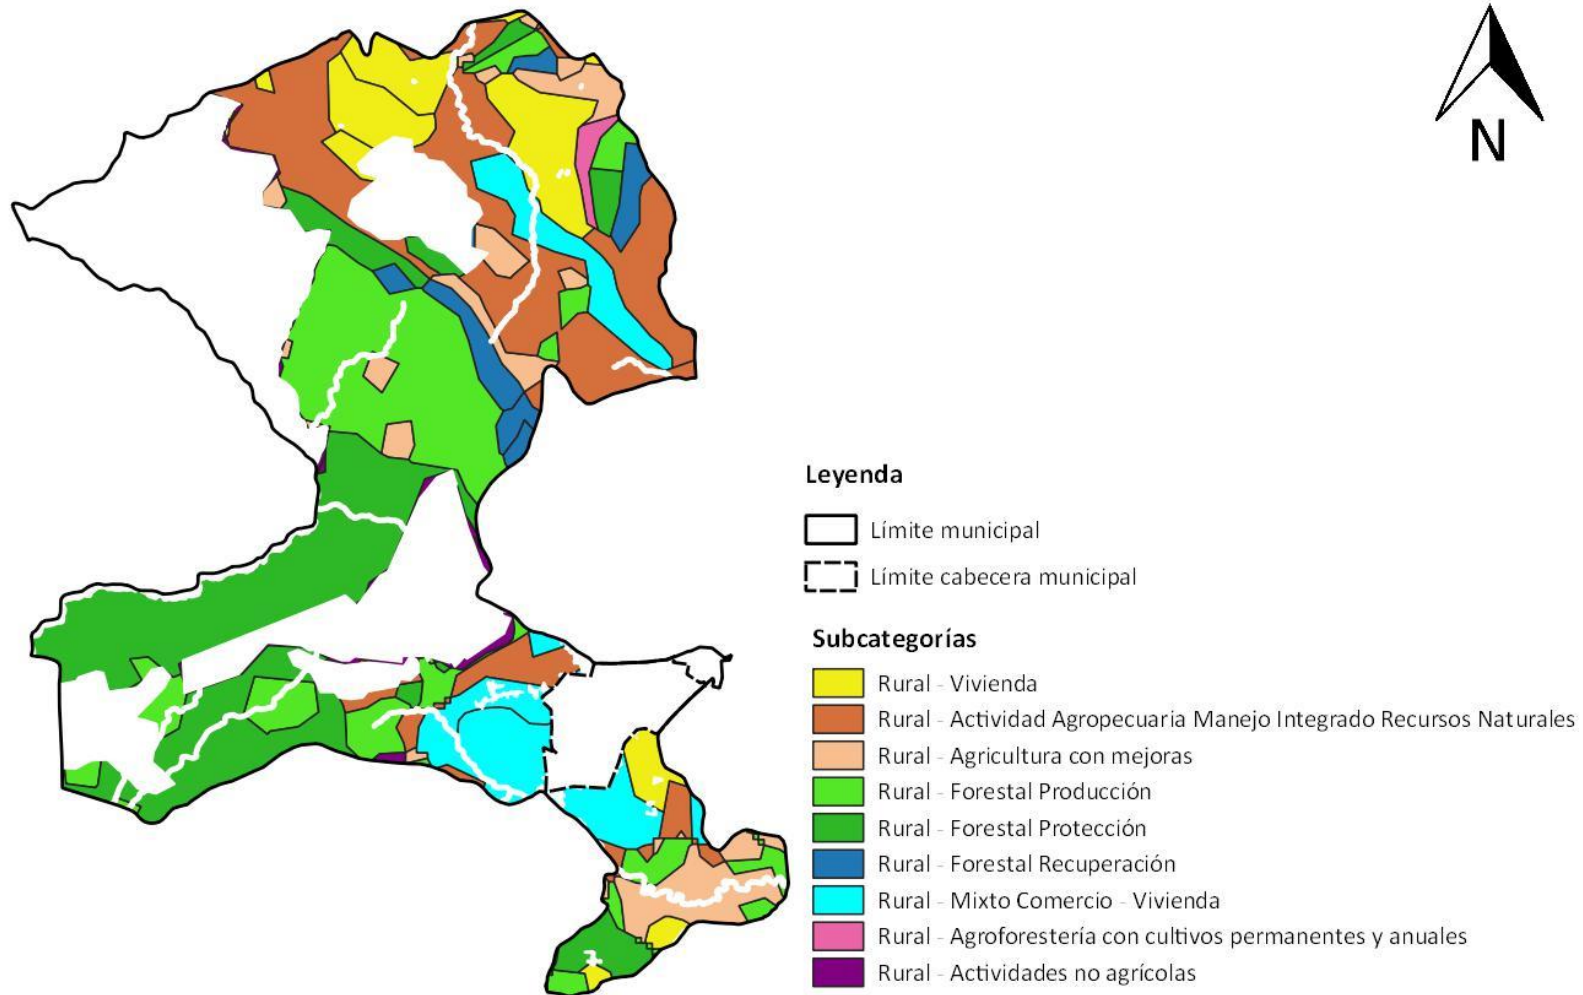 N
Leyenda
Límite municipal
Límite cabecera municipal
Subcategorías
Rural - Vivienda
Rural - Actividad Agropecuaria Manejo Integrado Recursos Naturales
Rural - Agricultura con mejoras
Rural - Forestal Producción
Rural - Forestal Protección
Rural - Forestal Recuperación
Rural - Mixto Comercio - Vivienda
Rural - Agroforestería con cultivos permanentes y anuales
Rural - Actividades no agrícolas